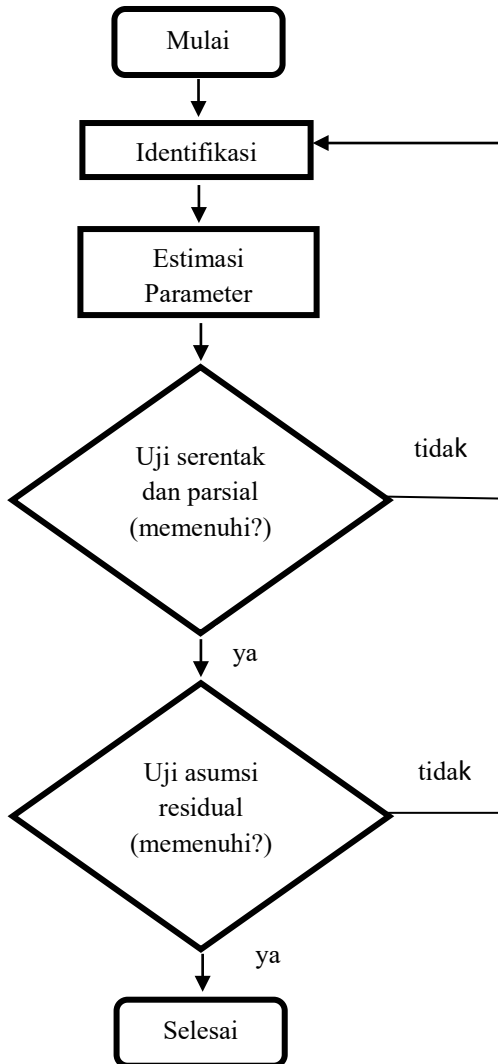 Mulai
Identifikasi
Estimasi
Parameter
Uji serentak
dan parsial
(memenuhi?)
tidak
ya
Uji asumsi
residual
(memenuhi?)
tidak
ya
Selesai